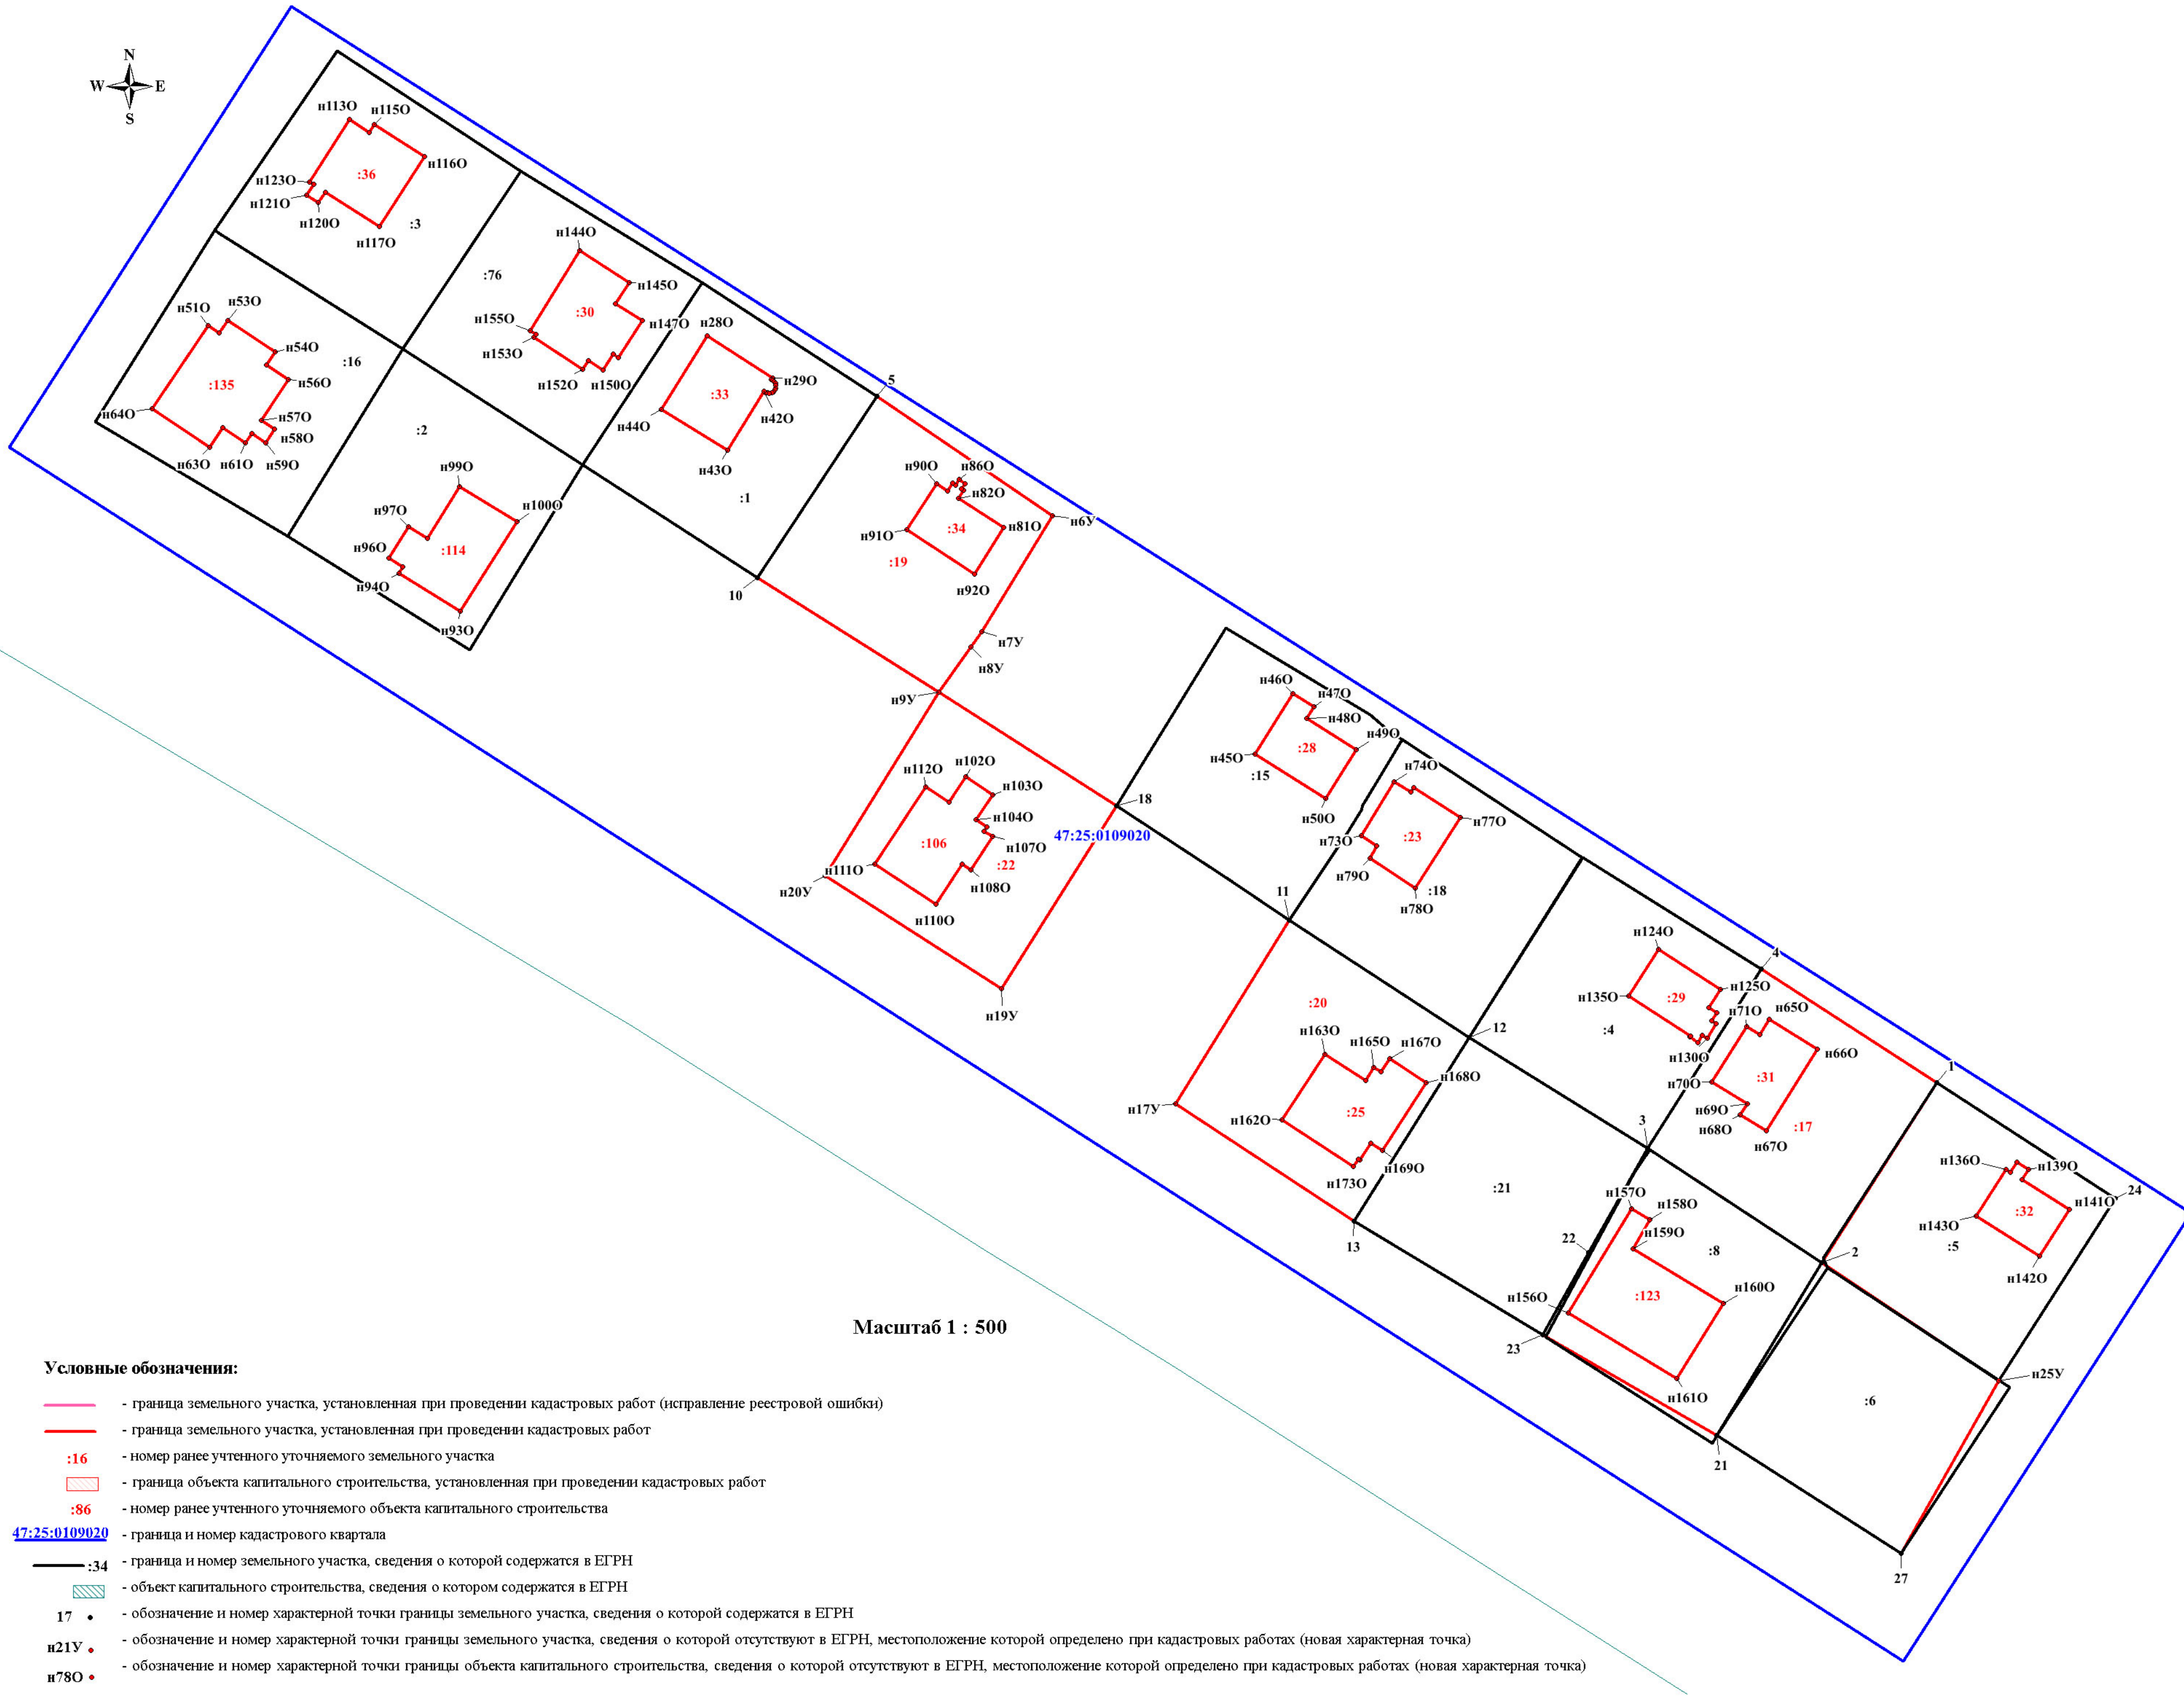 N
W E
S
н113О
н115О
н116О
:36
н123О
н121О
н120О
н117О
:3
н144О
:76
н145О
:30
н147О
н155О
н153О
н152О
н150О
н28О
н29О
:33
н42О
н44О
н43О
:1
5
н51О
н53О
н54О
:16
н56О
:135
н64О
н57О
н58О
н63О
н61О
н59О
:2
н99О
н100О
н97О
н96О
:114
н94О
н93О
н90О
н86О
н82О
н81О
:34
н91О
:19
н92О
н6У
10
н7У
н8У
н9У
н46О
н47О
н48О
н49О
:28
н45О
:15
н50О
н74О
н77О
:23
н73О
н79О
:18
н78О
18
47:25:0109020
н102О
н112О
н103О
н104О
:106
н107О
:22
н111О
н108О
н20У
н110О
н19У
11
н124О
4
н125О
н135О
:29
н71О
н65О
:4
н130О
н66О
н70О
:31
н69О
н68О
:17
н67О
1
:20
12
н163О
н165О
н167О
н168О
н17У
н162О
:25
н169О
н173О
13
3
:21
н136О
н139О
24
н141О
:32
н143О
:5
н142О
н157О
н158О
22
н159О
:8
2
н156О
:123
н160О
23
н161О
21
н25У
:6
27
Масштаб 1 : 500
Условные обозначения:
- граница земельного участка, установленная при проведении кадастровых работ (исправление реестровой ошибки)
- граница земельного участка, установленная при проведении кадастровых работ
:16 - номер ранее учтенного уточняемого земельного участка
- граница объекта капитального строительства, установленная при проведении кадастровых работ
:86 - номер ранее учтенного уточняемого объекта капитального строительства
47:25:0109020 - граница и номер кадастрового квартала
:34 - граница и номер земельного участка, сведения о которой содержатся в ЕГРН
- объект капитального строительства, сведения о котором содержатся в ЕГРН
17 - обозначение и номер характерной точки границы земельного участка, сведения о которой содержатся в ЕГРН
н21У - обозначение и номер характерной точки границы земельного участка, сведения о которой отсутствуют в ЕГРН, местоположение которой определено при кадастровых работах (новая характерная точка)
н78О - обозначение и номер характерной точки границы объекта капитального строительства, сведения о которой отсутствуют в ЕГРН, местоположение которой определено при кадастровых работах (новая характерная точка)